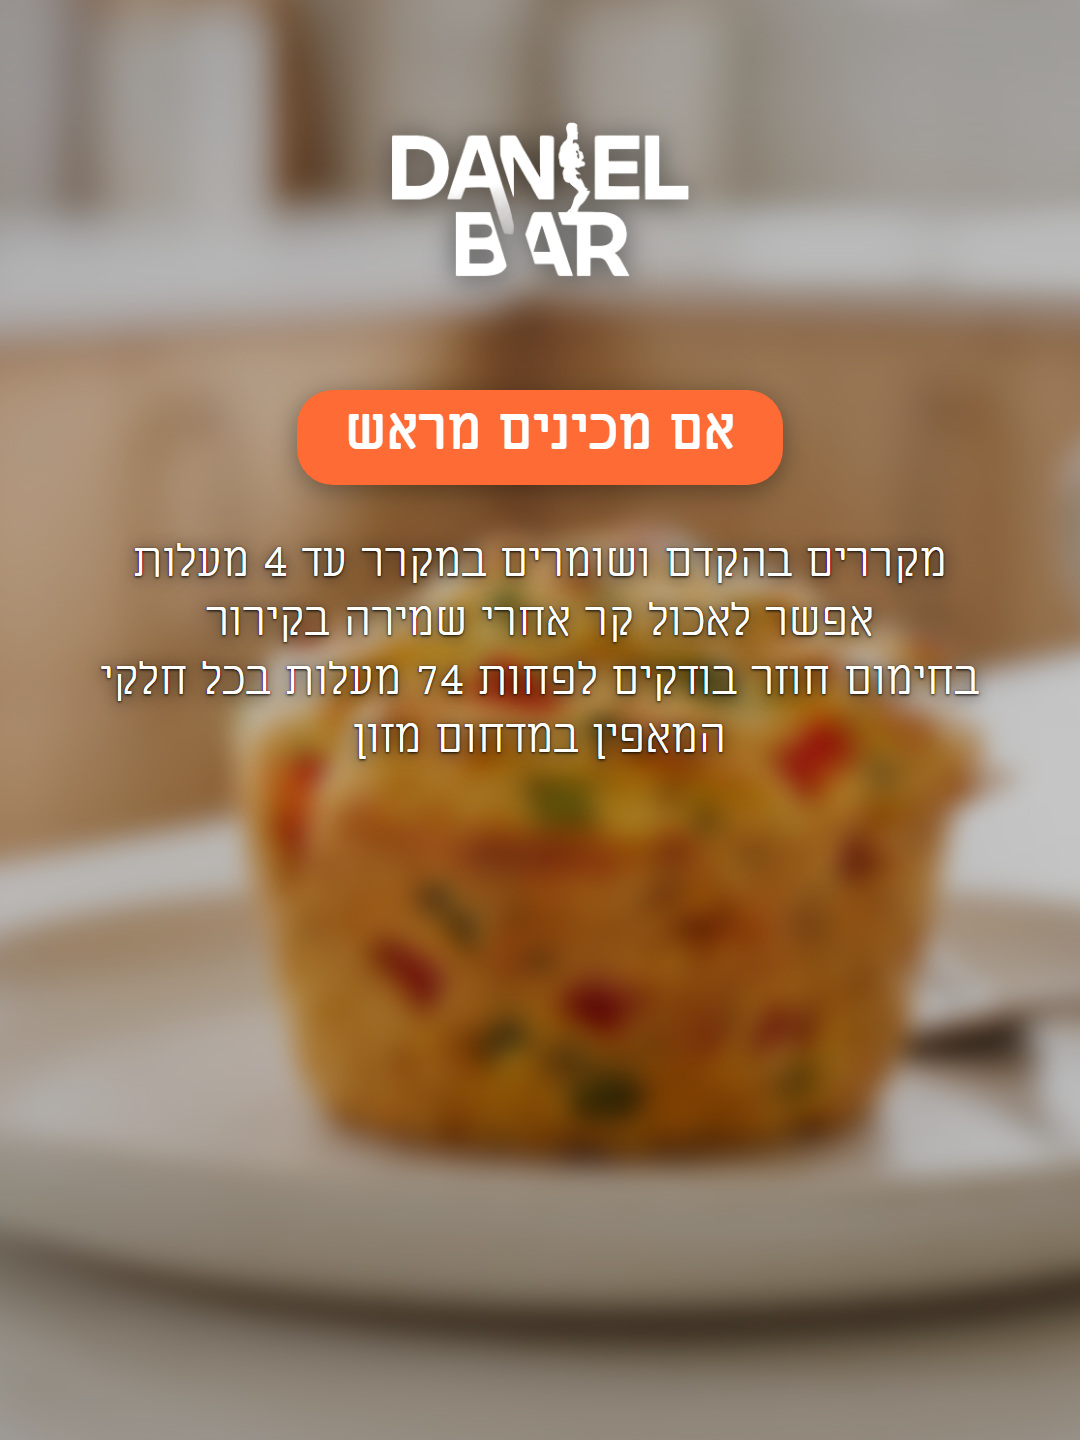 DANIEL
BAR
אם מכינים מראש
מקררים בהקדם ושומרים במקרר עד 4 מעלות
אפשר לאכול קר אחרי שמירה בקירור
בחימום חוזר בודקים לפחות 74 מעלות בכל חלקי
המאפין במדחום מזון